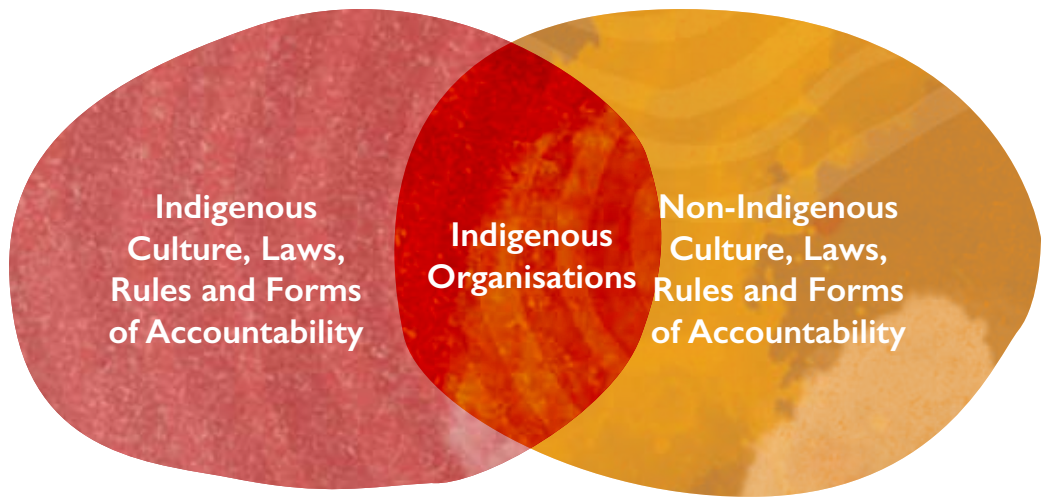 Indigenous
Culture, Laws,
Rules and Forms
of Accountability
Indigenous
Organisations
Non-Indigenous
Culture, Laws,
Rules and Forms
of Accountability